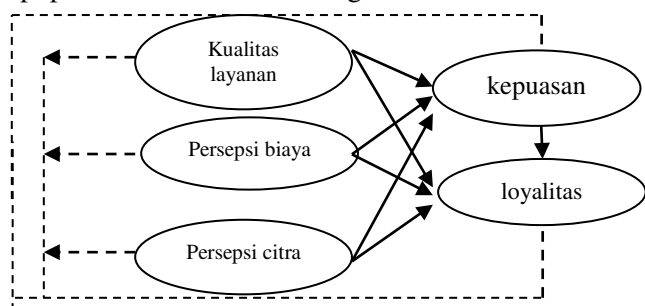 Kualitas
layanan
kepuasan
Persepsi biaya
loyalitas
Persepsi citra